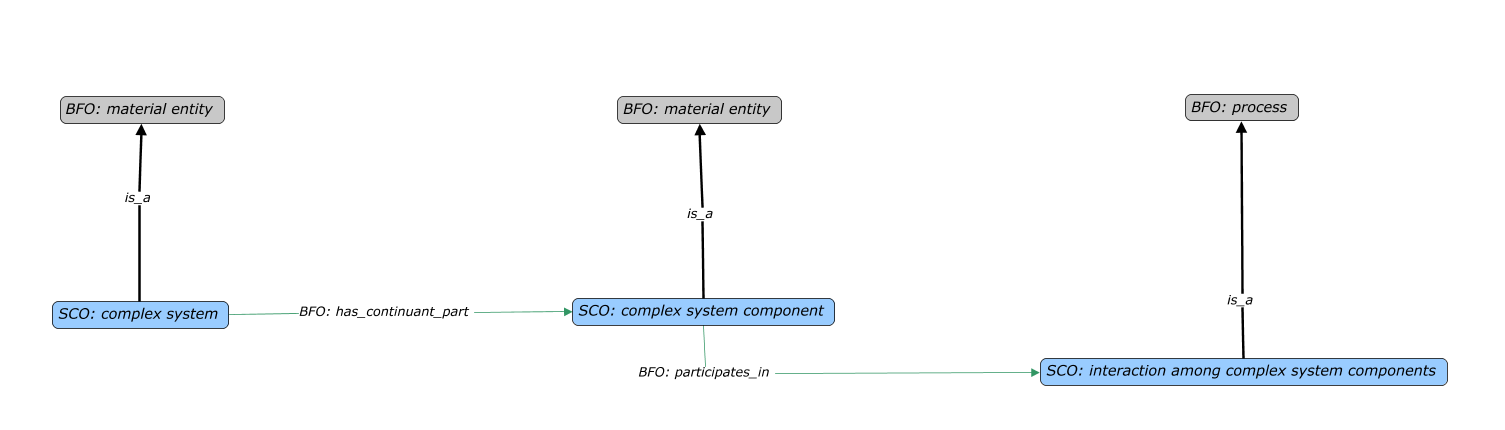 BFO: material entity
BFO: material entity
BFO: process
is_a
is_a
is_a
SCO: complex system
BFO: has_continuant_part
SCO: complex system component
BFO: participates_in
SCO: interaction among complex system components